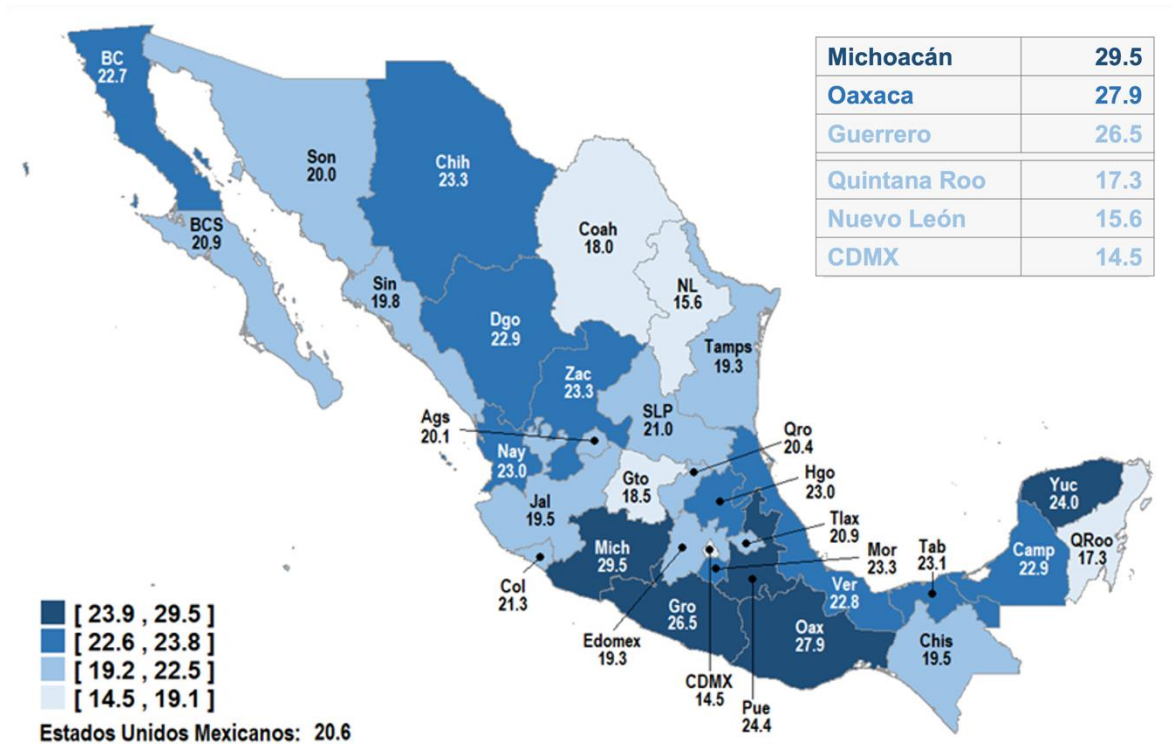 BC
22.7
Son
20.0
Chih
23.3
BCS
20.9
Coah
18.0
Sin
19.8
NL
15.6
Dgo
22.9
Tamps
19.3
Zac
23.3
SLP
21.0
Ags
20.1
Qro
20.4
Nay
23.0
Gto
18.5
Hgo
23.0
Jal
19.5
Tlax
20.9
Yuc
24.0
QRoo
17.3
Camp
22.9
Tab
23.1
Mor
23.3
Mich
29.5
Col
21.3
Ver
22.8
Gro
26.5
Oax
27.9
Chis
19.5
Edomex
19.3
CDMX
14.5
Pue
24.4
Michoacán 29.5
Oaxaca 27.9
Guerrero 26.5
Quintana Roo 17.3
Nuevo León 15.6
CDMX 14.5
[ 23.9 , 29.5 ]
[ 22.6 , 23.8 ]
[ 19.2 , 22.5 ]
[ 14.5 , 19.1 ]
Estados Unidos Mexicanos: 20.6